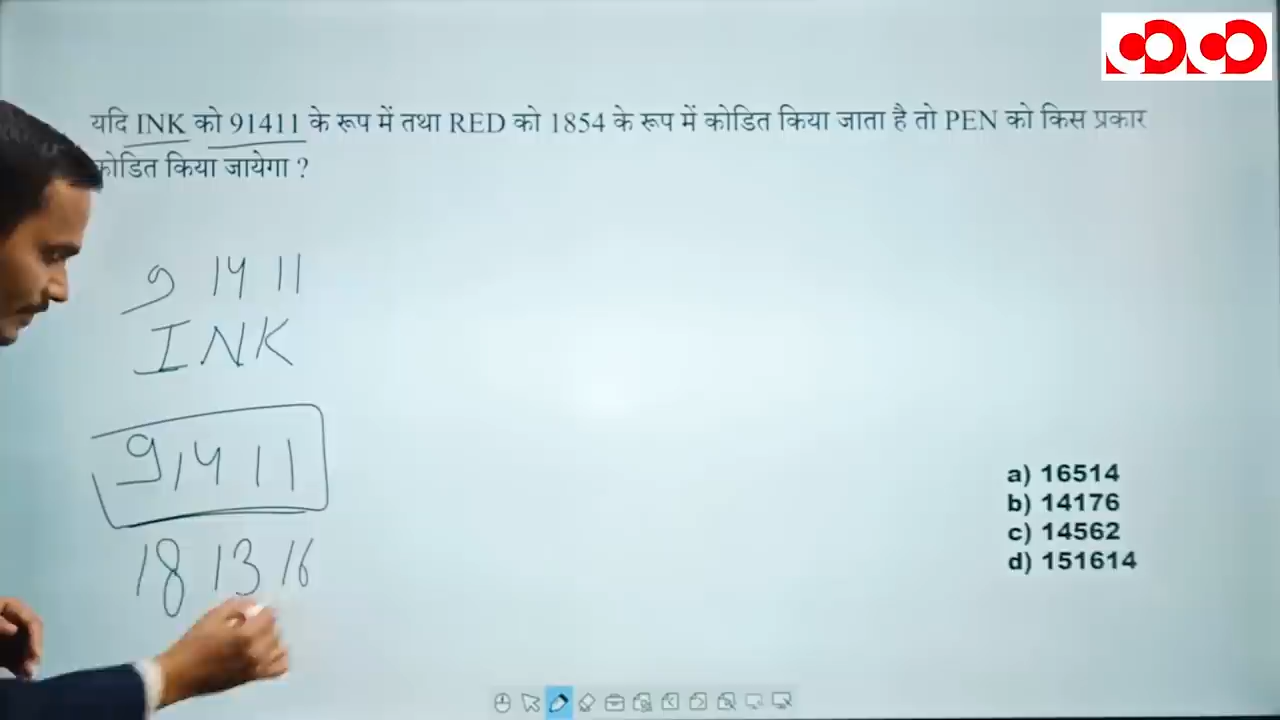 यदि INK को 91411 के रूप में तथा RED को 1854 के रूप में कोडित किया जाता है तो PEN को किस प्रकार
कोडित किया जायेगा ?
9 14 11
INK
91411
18 13 16
a) 16514
b) 14176
c) 14562
d) 151614